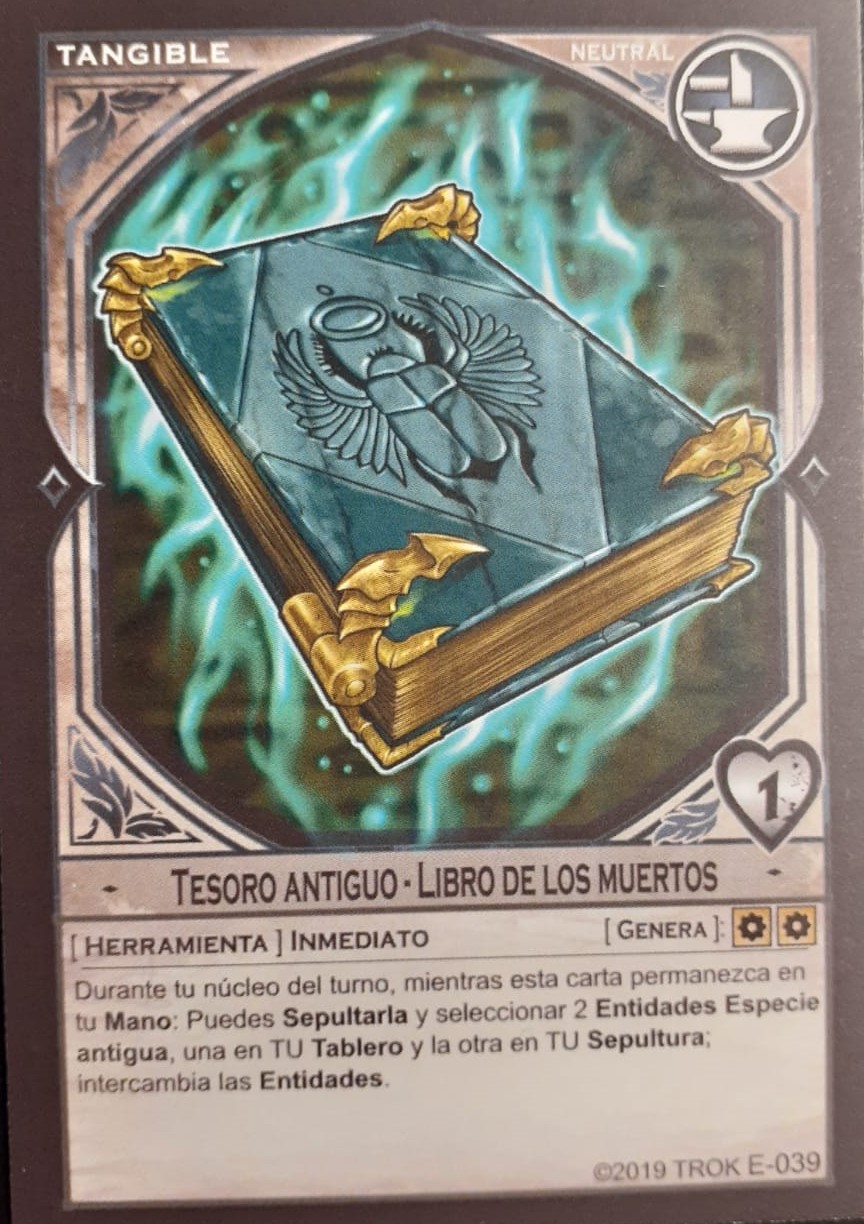 TANGIBLE
NEUTRAL
1
TESORO ANTIGUO · LIBRO DE LOS MUERTOS
[ HERRAMIENTA ] INMEDIATO
[ GENERA ]:
Durante tu núcleo del turno, mientras esta carta permanezca en
tu Mano: Puedes Sepultarla y seleccionar 2 Entidades Especie
antigua, una en TU Tablero y la otra en TU Sepultura;
intercambia las Entidades.
©2019 TROK E-039